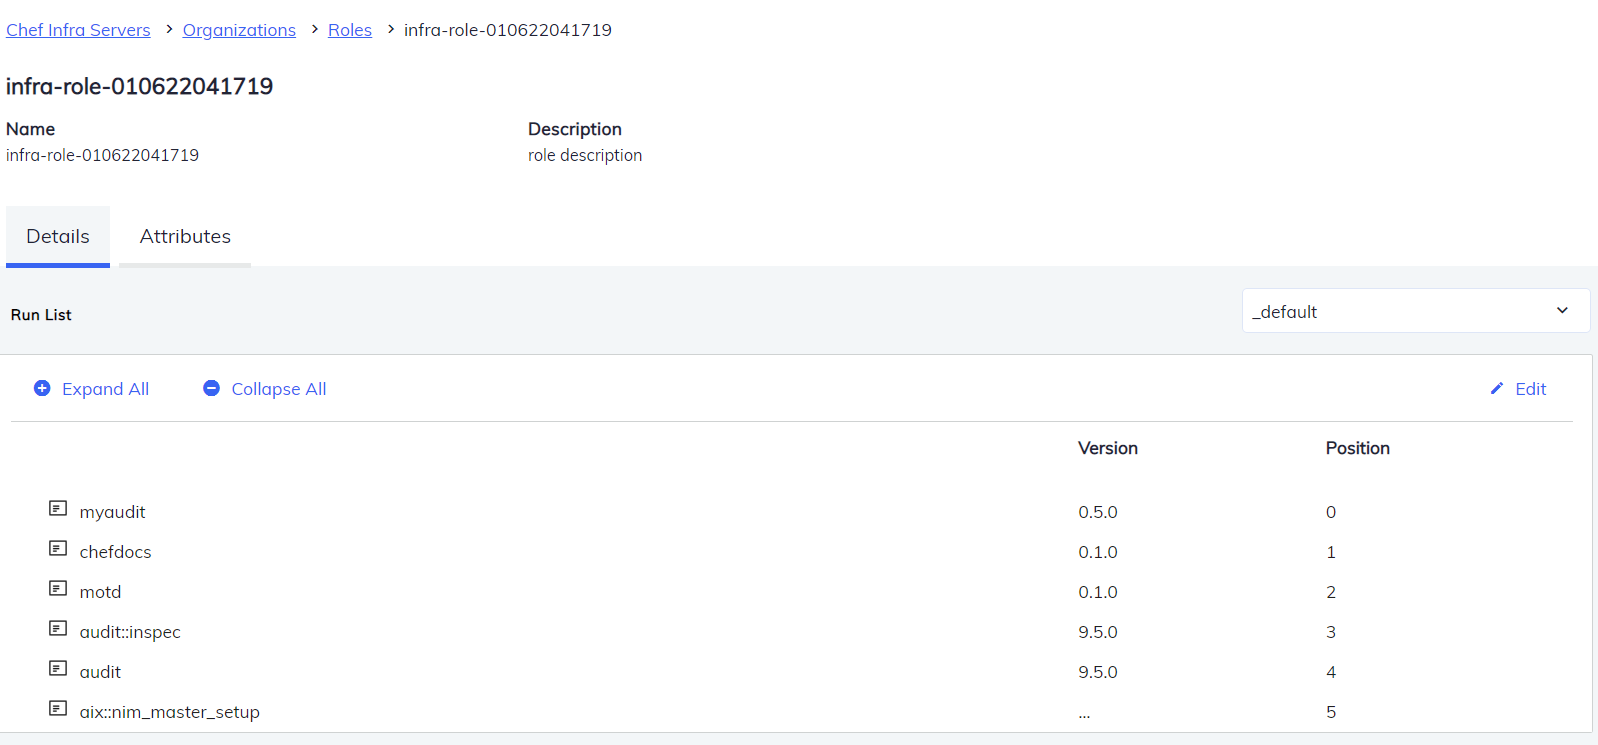 Chef Infra Servers > Organizations > Roles > infra-role-010622041719
infra-role-010622041719
Name Description
infra-role-010622041719 role description
Details Attributes
Run List _default
Expand All Collapse All Edit
Version Position
myaudit 0.5.0 0
chefdocs 0.1.0 1
motd 0.1.0 2
audit::inspec 9.5.0 3
audit 9.5.0 4
aix::nim_master_setup ... 5